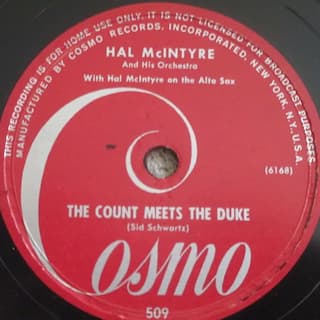 THIS RECORDING IS FOR HOME USE ONLY. IT IS NOT LICENSED FOR BROADCAST PURPOSES.
MANUFACTURED BY COSMO RECORDS, INCORPORATED, NEW YORK, N.Y., U.S.A.
HAL McINTYRE
And His Orchestra
With Hal McIntyre on the Alto Sax
(6168)
THE COUNT MEETS THE DUKE
(Sid Schwartz)
Cosmo
509